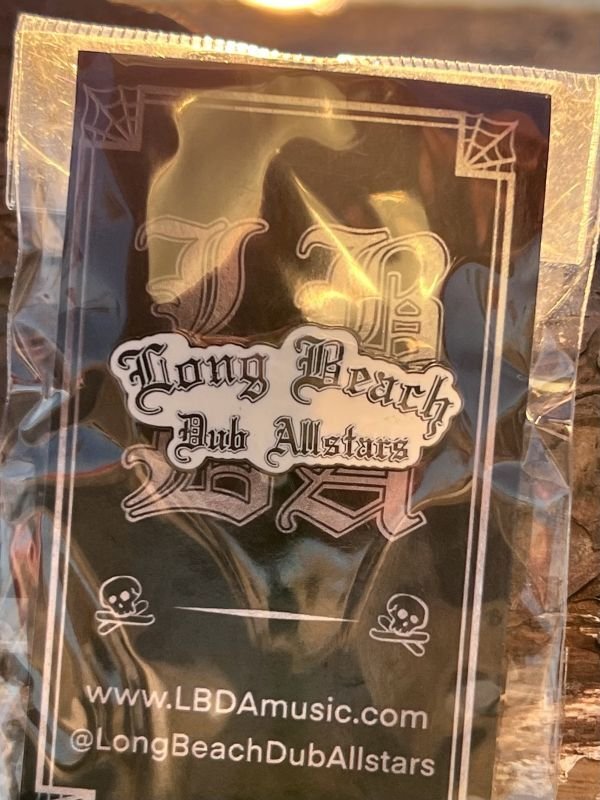 L B
Long Beach
Dub Allstars
D A
www.LBDAmusic.com
@LongBeachDubAllstars